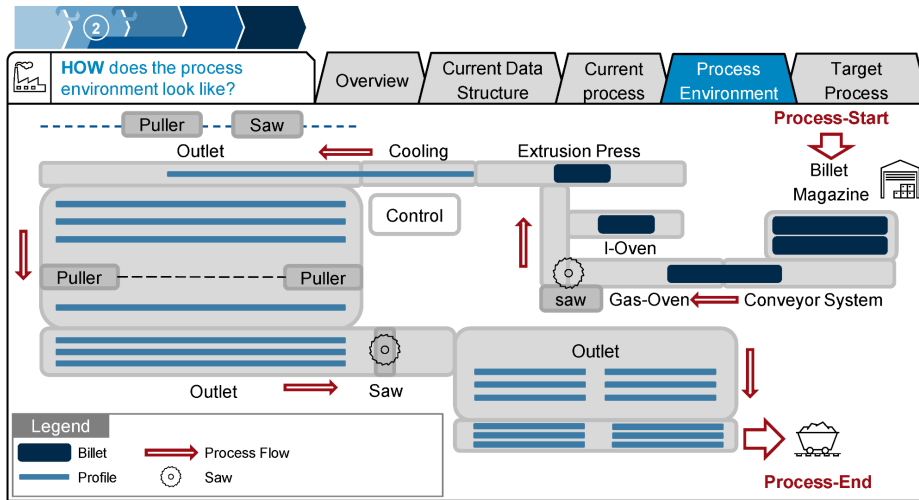 2
HOW does the process
environment look like?
Overview
Current Data
Structure
Current
process
Process
Environment
Target
Process
Process-Start
Puller
Saw
Outlet
Cooling
Extrusion Press
Billet
Magazine
Control
I-Oven
Puller
Puller
saw
Gas-Oven
Conveyor System
Outlet
Outlet
Saw
Legend
Billet
Process Flow
Profile
Saw
Process-End